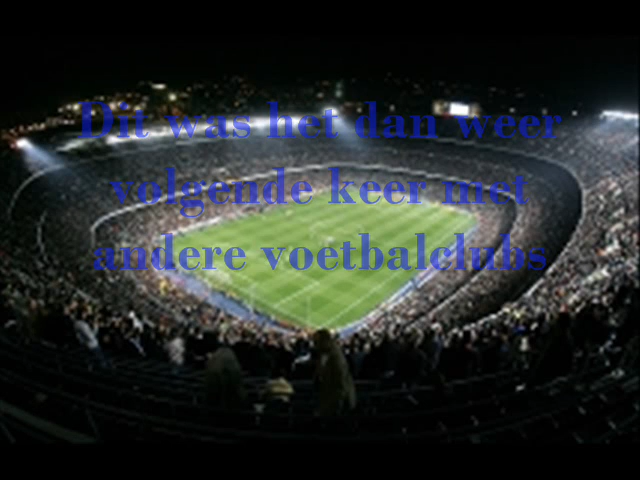 Dit was het dan weer
volgende keer met
andere voetbalclubs